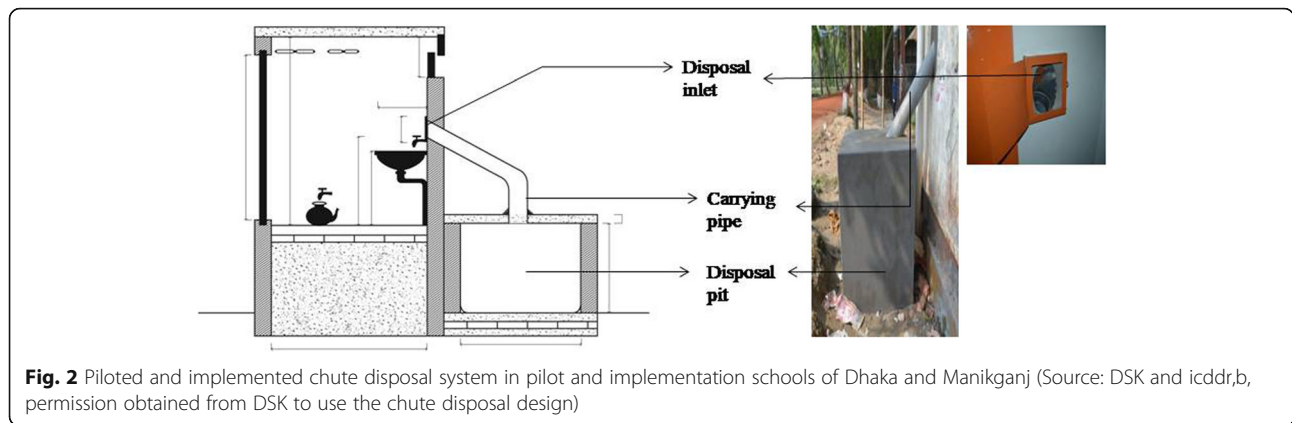 Disposal
inlet
Carrying
pipe
Disposal
pit
Fig. 2 Piloted and implemented chute disposal system in pilot and implementation schools of Dhaka and Manikganj (Source: DSK and icddr,b,
permission obtained from DSK to use the chute disposal design)